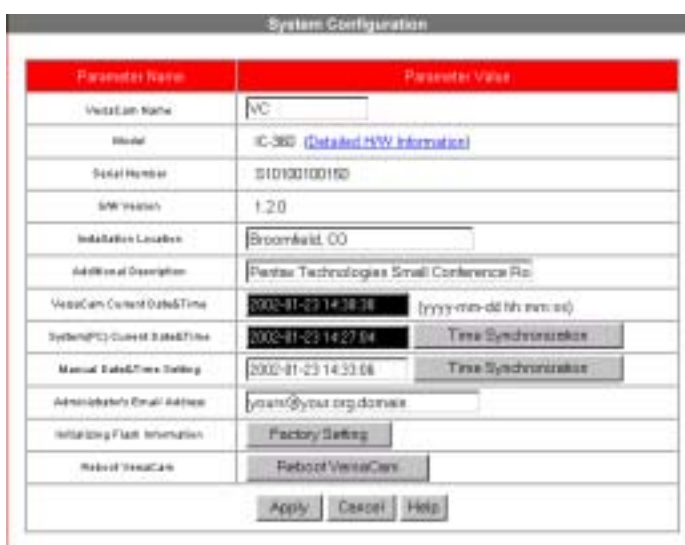 System Configuration
Parameter Name Parameter Value
VersaCam Name VC
Model IC-360 (Detailed H/W Information)
Serial Number S10100100160
S/W Version 1.2.0
Installation Location Broomfield, CO
Additional Description Pentax Technologies Small Conference Ro
VersaCam Current Date&Time 2002-01-23 14:38:38 (yyyy-mm-dd hh:mm:ss)
System(PC) Current Date&Time 2002-01-23 14:27:04 Time Synchronization
Manual Date&Time Setting 2002-01-23 14:33:06 Time Synchronization
Administrator's Email Address yours@your.org.domain
Initializing Flash Information Factory Setting
Reboot VersaCam Reboot VersaCam
Apply Cancel Help